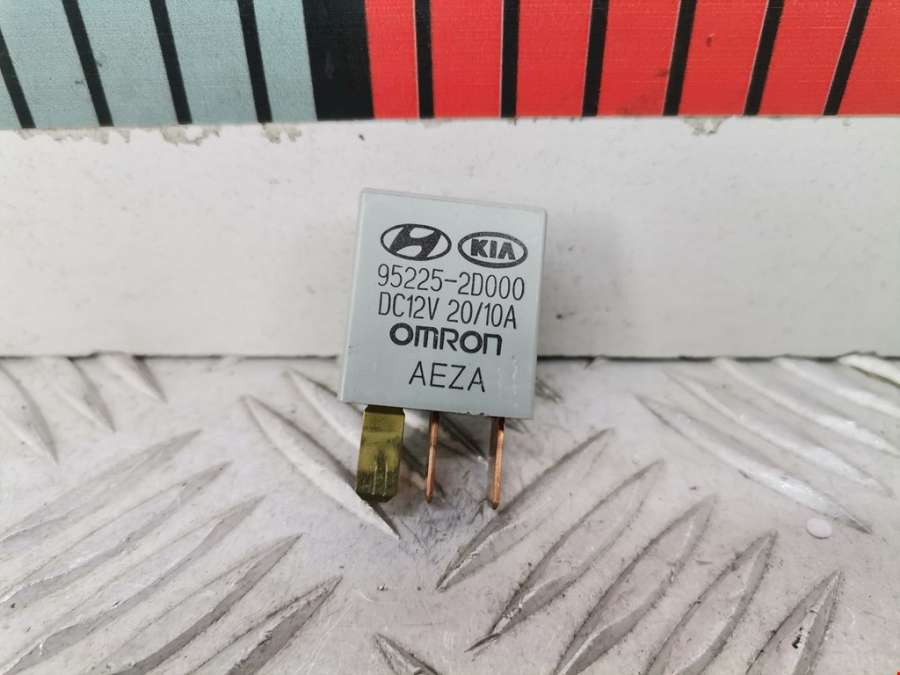 KIA
95225-2D000
DC12V 20/10A
OMRON
AEZA